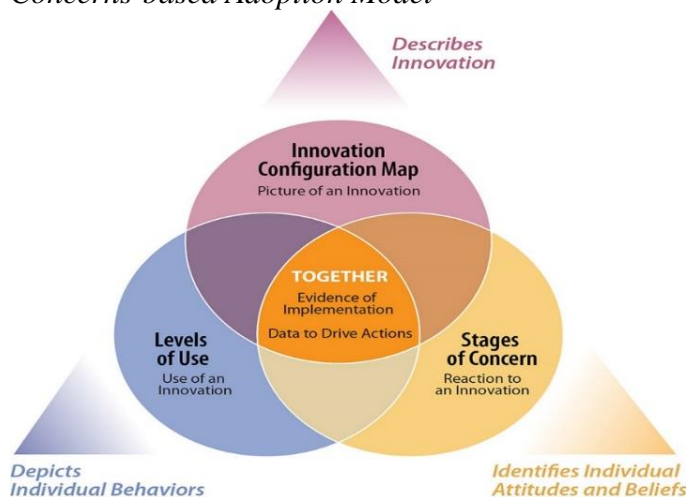 Concerns-based Adoption Model
Describes
Innovation
Innovation
Configuration Map
Picture of an Innovation
TOGETHER
Evidence of
Implementation
Data to Drive Actions
Levels
of Use
Use of an
Innovation
Stages
of Concern
Reaction to
an Innovation
Depicts
Individual Behaviors
Identifies Individual
Attitudes and Beliefs